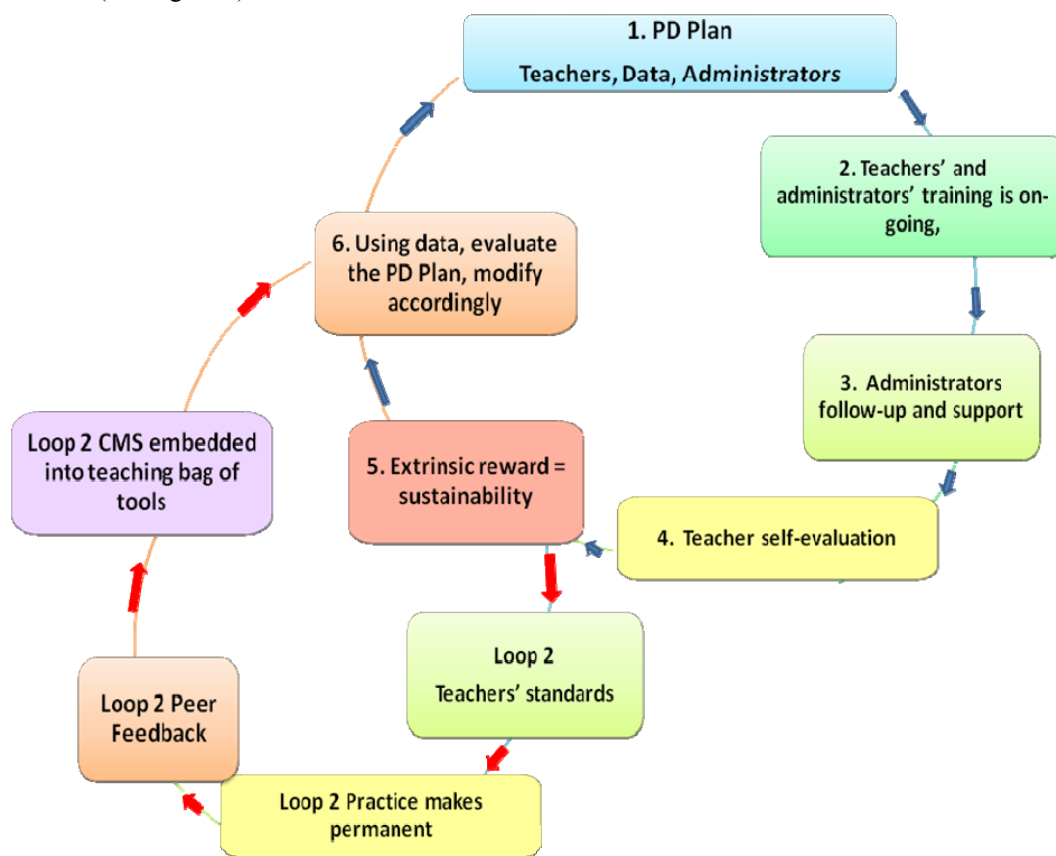 1. PD Plan
Teachers, Data, Administrators
2. Teachers’ and
administrators’ training is on-
going,
3. Administrators
follow-up and support
4. Teacher self-evaluation
5. Extrinsic reward =
sustainability
6. Using data, evaluate
the PD Plan, modify
accordingly
Loop 2
Teachers’ standards
Loop 2 Practice makes
permanent
Loop 2 Peer
Feedback
Loop 2 CMS embedded
into teaching bag of
tools